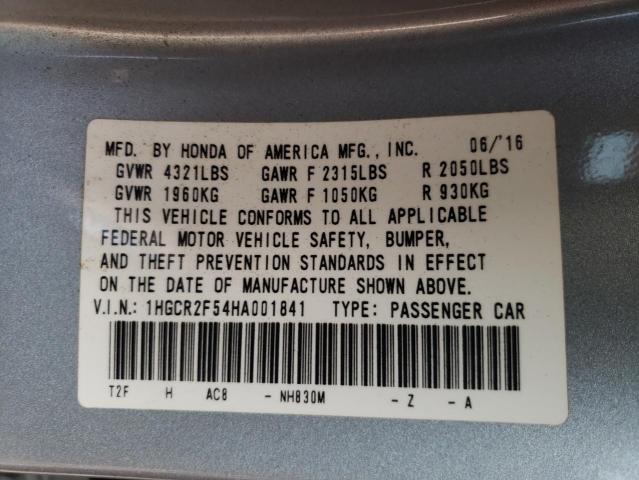 MFD. BY HONDA OF AMERICA MFG., INC. 06/'16
GVWR 4321LBS GAWR F 2315LBS R 2050LBS
GVWR 1960KG GAWR F 1050KG R 930KG
THIS VEHICLE CONFORMS TO ALL APPLICABLE
FEDERAL MOTOR VEHICLE SAFETY, BUMPER,
AND THEFT PREVENTION STANDARDS IN EFFECT
ON THE DATE OF MANUFACTURE SHOWN ABOVE.
V.I.N.: 1HGCR2F54HA001841 TYPE: PASSENGER CAR
T2F H AC8 - NH830M - Z - A